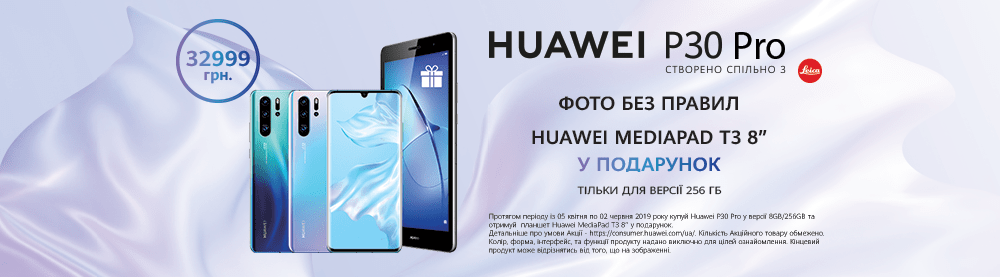 32999
грн.
HUAWEI P30 Pro
СТВОРЕНО СПІЛЬНО З
Leica
ФОТО БЕЗ ПРАВИЛ
HUAWEI MEDIAPAD T3 8”
У ПОДАРУНОК
ТІЛЬКИ ДЛЯ ВЕРСІЇ 256 ГБ
Протягом періоду із 05 квітня по 02 червня 2019 року купуй Huawei P30 Pro у версії 8GB/256GB та
отримуй планшет Huawei MediaPad T3 8” у подарунок.
Детальніше про умови Акції - https://consumer.huawei.com/ua/. Кількість Акційного товару обмежено.
Колір, форма, інтерфейс, та функції продукту надано виключно для цілей ознайомлення. Кінцевий
продукт може відрізнятись від того, що на зображенні.
HUAWEI
HUAWEI
HUAWEI